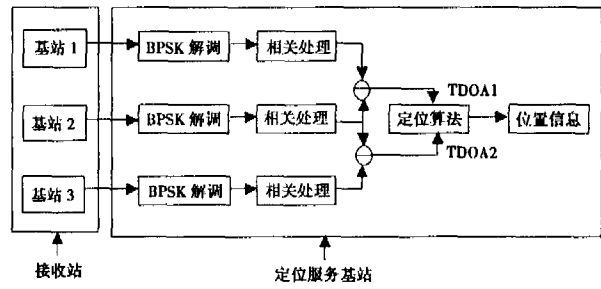 基站 1
BPSK 解调
相关处理
TDOA1
基站 2
BPSK 解调
相关处理
定位算法
位置信息
TDOA2
基站 3
BPSK 解调
相关处理
接收站
定位服务基站